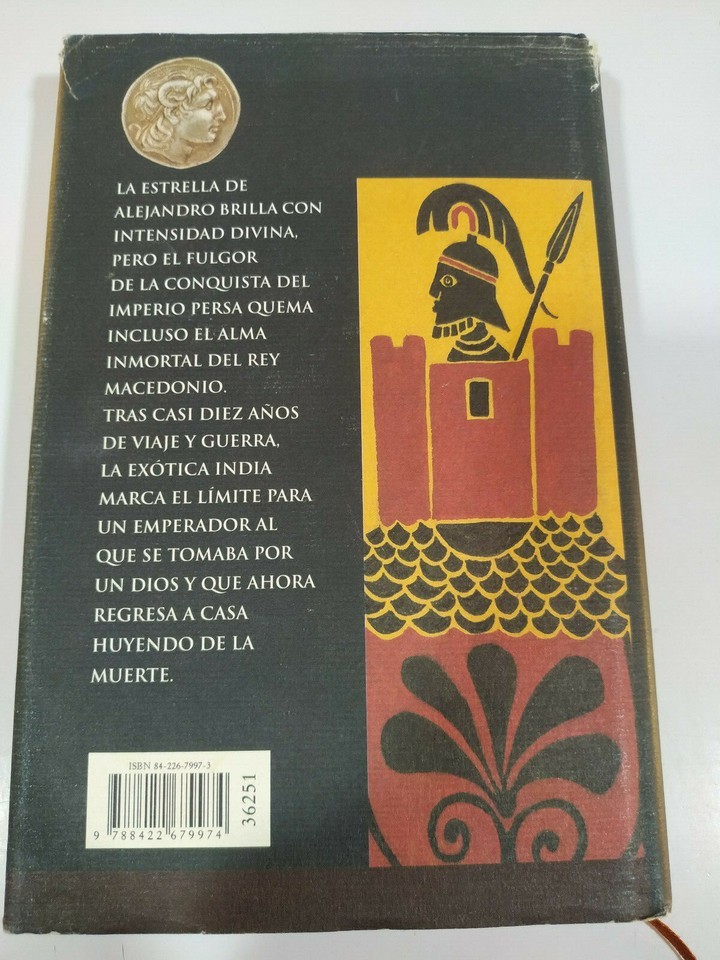 LA ESTRELLA DE
ALEJANDRO BRILLA CON
INTENSIDAD DIVINA,
PERO EL FULGOR
DE LA CONQUISTA DEL
IMPERIO PERSA QUEMA
INCLUSO EL ALMA
INMORTAL DEL REY
MACEDONIO.
TRAS CASI DIEZ AÑOS
DE VIAJE Y GUERRA,
LA EXÓTICA INDIA
MARCA EL LÍMITE PARA
UN EMPERADOR AL
QUE SE TOMABA POR
UN DIOS Y QUE AHORA
REGRESA A CASA
HUYENDO DE LA
MUERTE.
ISBN 84-226-7997-3
9 788422 679974
36251